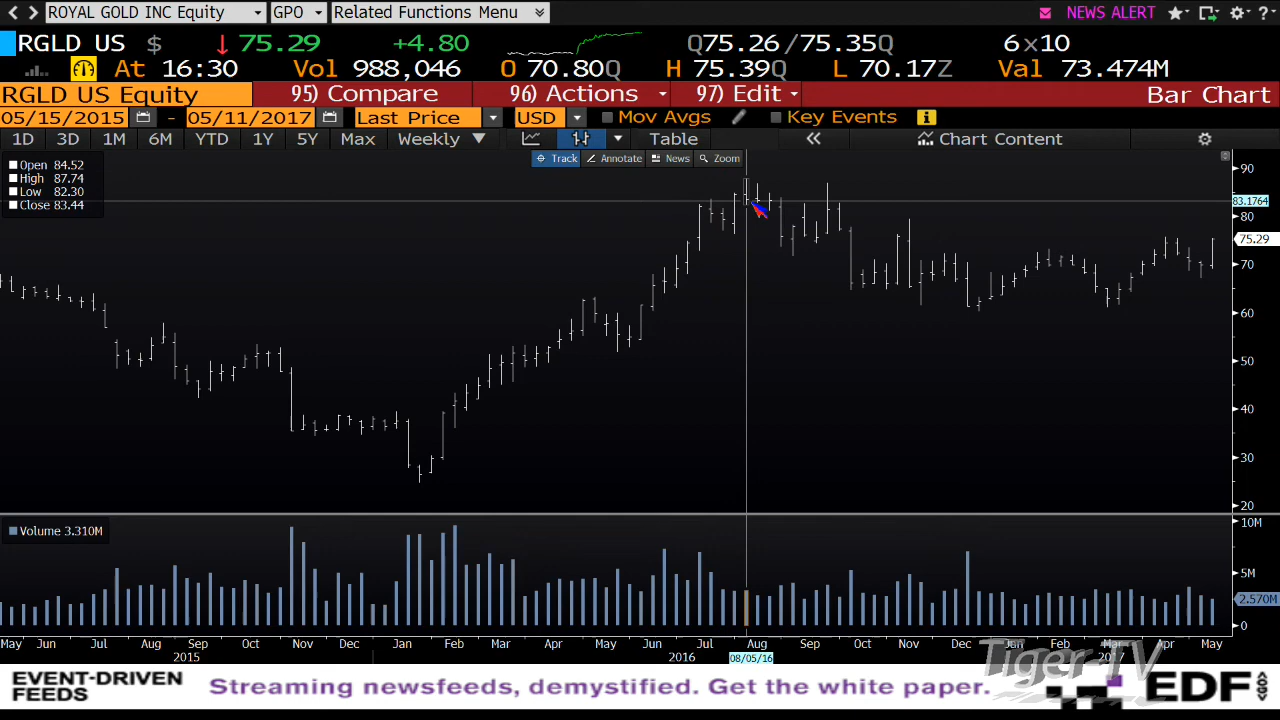 ROYAL GOLD INC Equity GPO Related Functions Menu NEWS ALERT ?
RGLD US $ 75.29 +4.80 Q75.26/75.35Q 6x10
At 16:30 Vol 988,046 O 70.80Q H 75.39Q L 70.17Z Val 73.474M
RGLD US Equity 95) Compare 96) Actions 97) Edit Bar Chart
05/15/2015 - 05/11/2017 Last Price USD Mov Avgs Key Events i
1D 3D 1M 6M YTD 1Y 5Y Max Weekly Table « Chart Content
Track Annotate News Zoom
Open 84.52
High 87.74
Low 82.30
Close 83.44
90
83.1764
80
75.29
70
60
50
40
30
20
Volume 3.310M
10M
5M
2.570M
0
May Jun Jul Aug Sep Oct Nov Dec Jan Feb Mar Apr May Jun Jul Aug Sep Oct Nov Dec Jan Feb Mar Apr May
2015 2016 08/05/16 2017
Tiger-TV
EVENT-DRIVEN
FEEDS
Streaming newsfeeds, demystified. Get the white paper.
EDF